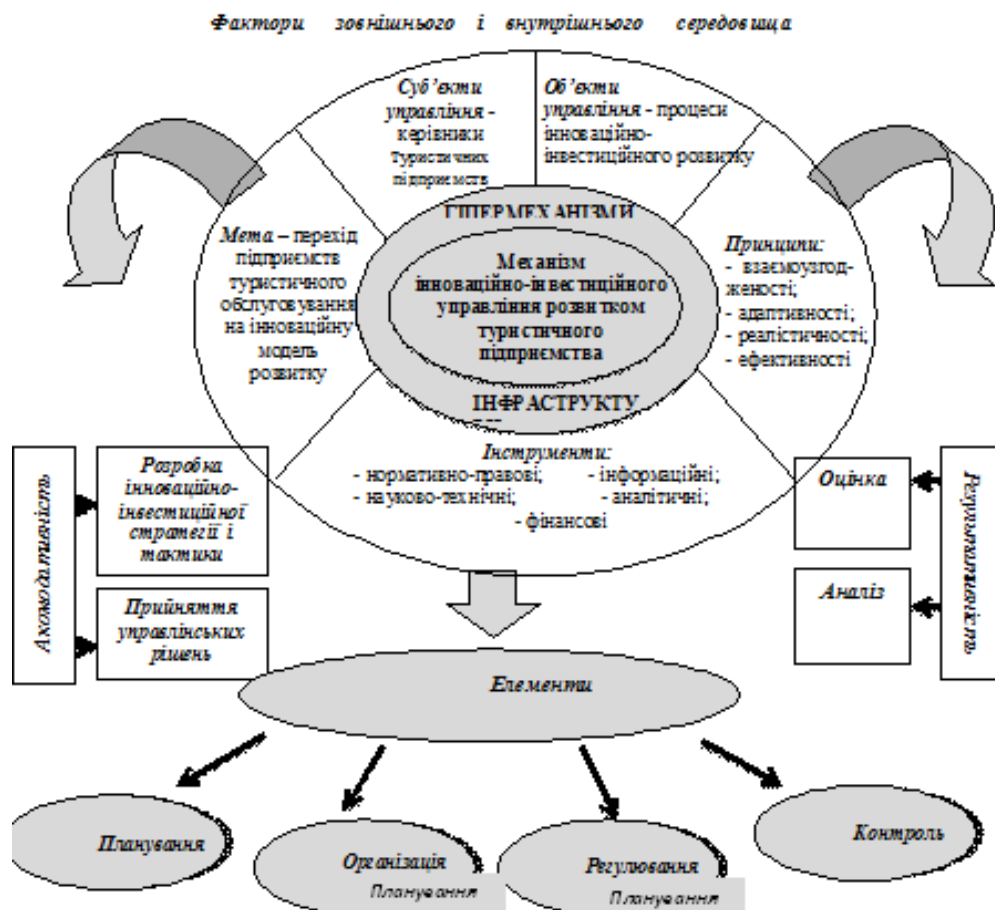 Фактори зовнішнього і внутрішнього середовища
Суб’єкти
управління -
керівники
туристичних
підприємств
Об’єкти
управління - процеси
інноваційно-
інвестиційного розвитку
Мета – перехід
підприємств
туристичного
обслуговування
на інноваційну
модель
розвитку
ГІПЕРМЕХАНІЗМИ
Механізм
інноваційно-інвестиційного
управління розвитком
туристичного
підприємства
ІНФРАСТРУКТУ
Принципи:
- взаємоузгод-
женості;
- адаптивності;
- реалістичності;
- ефективності
Інструменти:
- нормативно-правові; - інформаційні;
- науково-технічні; - аналітичні;
- фінансові
Акомодативність
Розробка
інноваційно-
інвестиційної
стратегії і
тактики
Прийняття
управлінських
рішень
Оцінка
Аналіз
Результативність
Елементи
Планування
Організація
Планування
Регулювання
Планування
Контроль